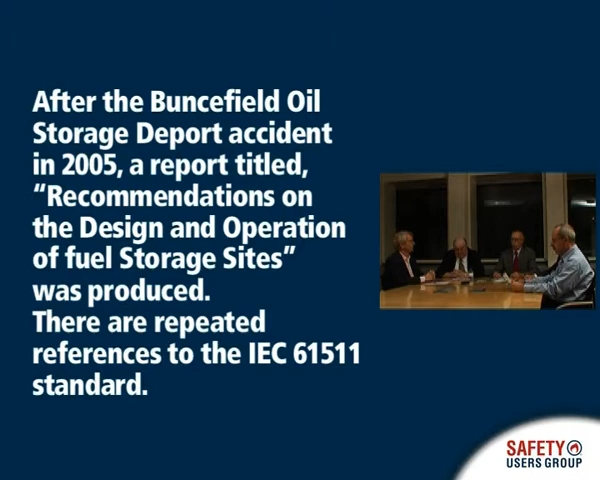 After the Buncefield Oil
Storage Deport accident
in 2005, a report titled,
“Recommendations on
the Design and Operation
of fuel Storage Sites”
was produced.
There are repeated
references to the IEC 61511
standard.
SAFETY
USERS GROUP